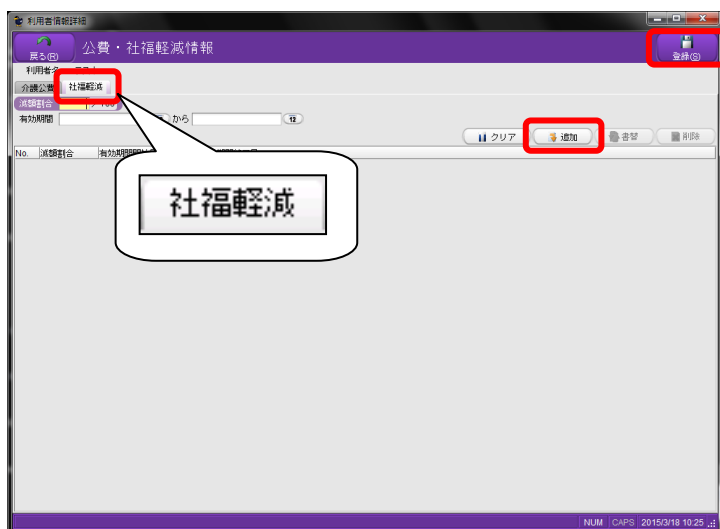 利用者情報詳細
戻る(R) 公費・社福軽減情報 登録(S)
利用者名
介護公費 社福軽減
減額割合
有効期間 から 12
クリア 追加 書替 削除
No. 減額割合 有効期間開始日
社福軽減
NUM CAPS 2015/3/18 10:25